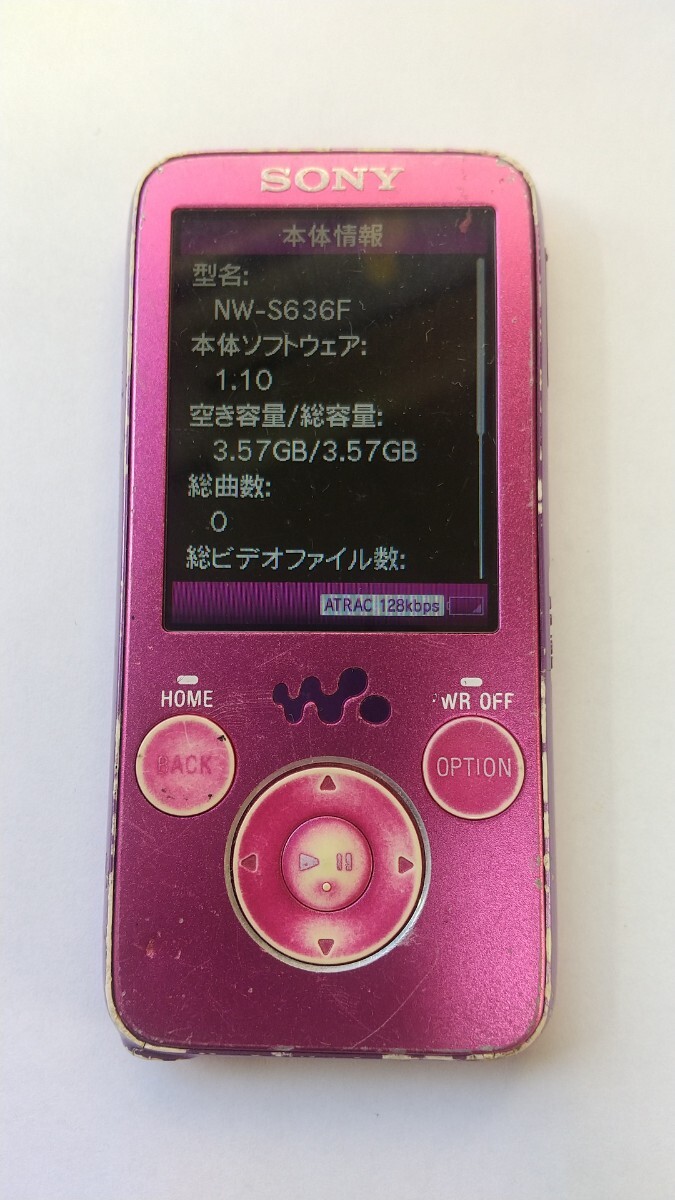 SONY
本体情報
型名:
NW-S636F
本体ソフトウェア:
1.10
空き容量/総容量:
3.57GB/3.57GB
総曲数:
0
総ビデオファイル数:
ATRAC 128kbps
HOME
WR OFF
BACK
OPTION